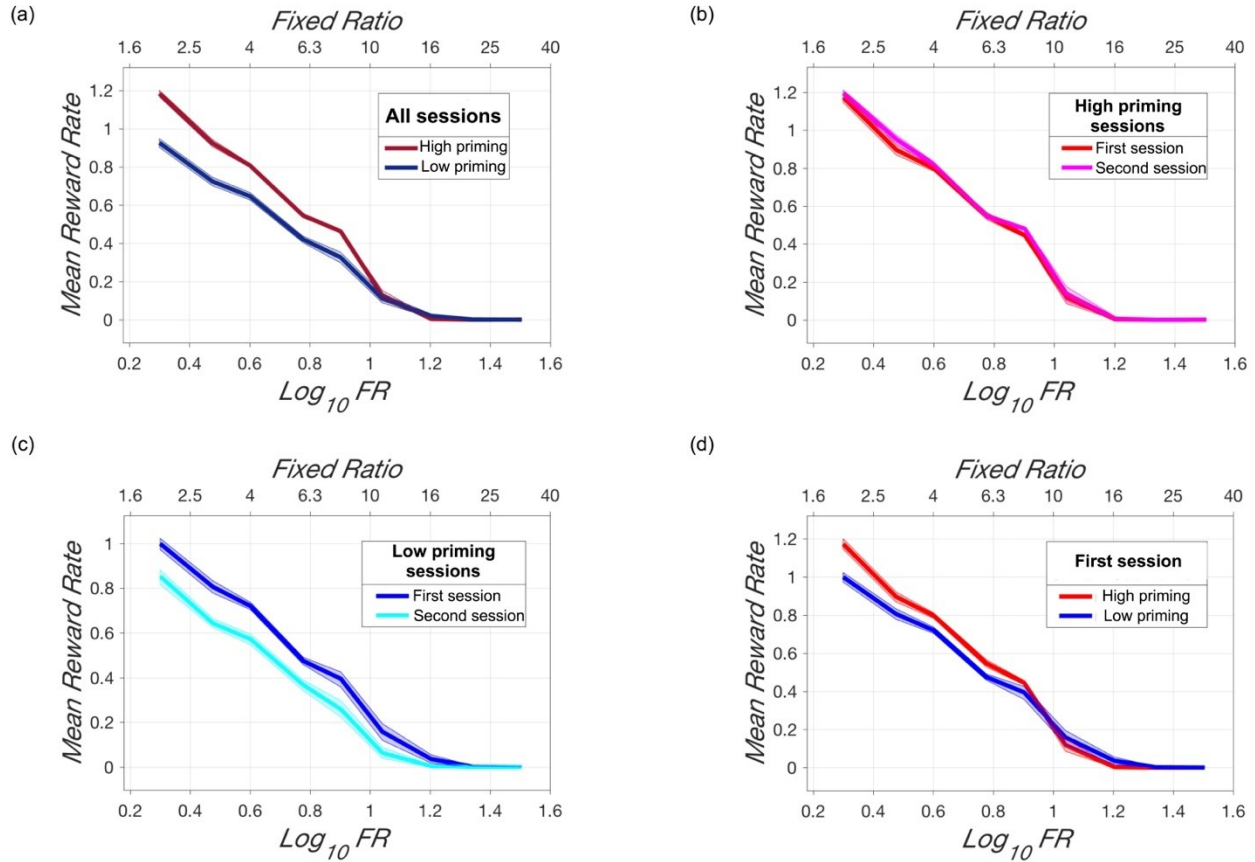 (a)
Fixed Ratio
1.6 2.5 4 6.3 10 16 25 40
Mean Reward Rate
1.2
1
0.8
0.6
0.4
0.2
0
All sessions
High priming
Low priming
0.2 0.4 0.6 0.8 1 1.2 1.4 1.6
Log10 FR
(b)
Fixed Ratio
1.6 2.5 4 6.3 10 16 25 40
Mean Reward Rate
1.2
1
0.8
0.6
0.4
0.2
0
High priming
sessions
First session
Second session
0.2 0.4 0.6 0.8 1 1.2 1.4 1.6
Log10 FR
(c)
Fixed Ratio
1.6 2.5 4 6.3 10 16 25 40
Mean Reward Rate
1
0.8
0.6
0.4
0.2
0
Low priming
sessions
First session
Second session
0.2 0.4 0.6 0.8 1 1.2 1.4 1.6
Log10 FR
(d)
Fixed Ratio
1.6 2.5 4 6.3 10 16 25 40
Mean Reward Rate
1.2
1
0.8
0.6
0.4
0.2
0
First session
High priming
Low priming
0.2 0.4 0.6 0.8 1 1.2 1.4 1.6
Log10 FR